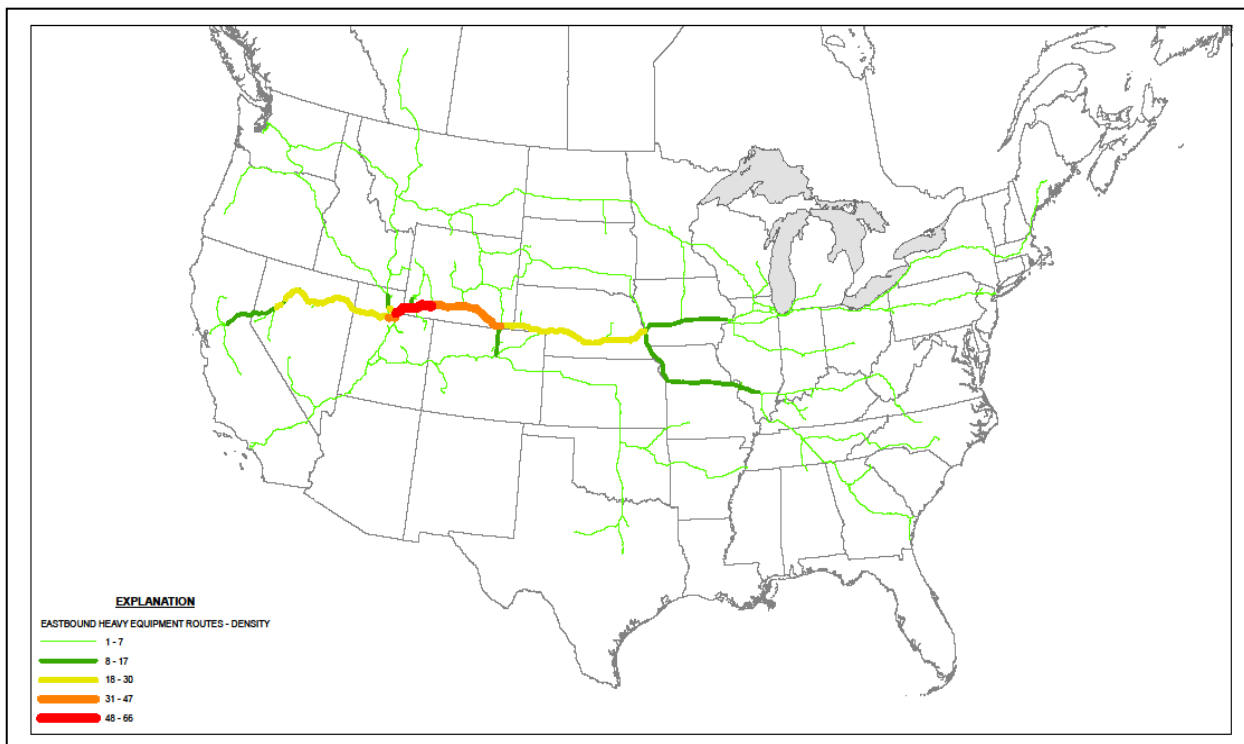 EXPLANATION
EASTBOUND HEAVY EQUIPMENT ROUTES - DENSITY
1 - 7
8 - 17
18 - 30
31 - 47
48 - 66